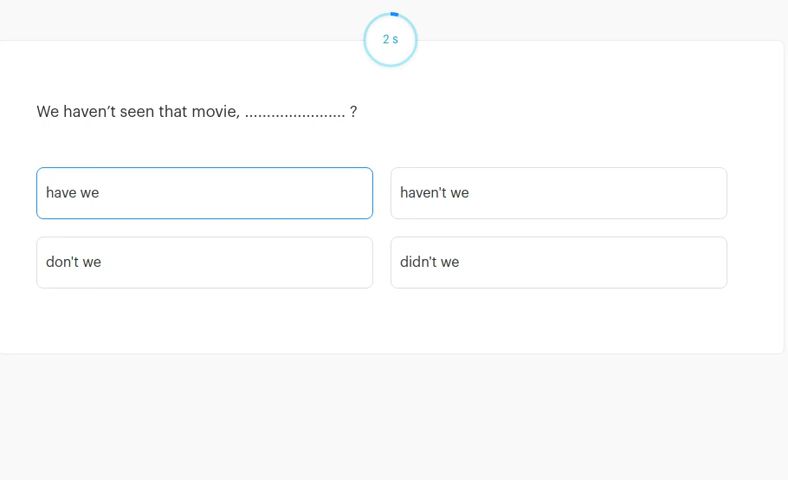 2 s
We haven’t seen that movie, ....................... ?
have we
haven't we
don't we
didn't we